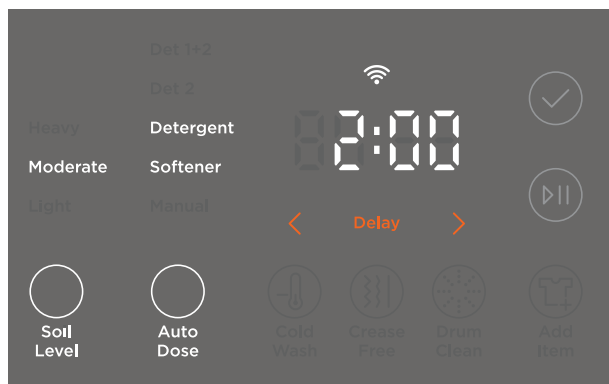 Det 1+2
Det 2
Heavy
Detergent
2:00
Moderate
Softener
Light
Manual
< Delay >
Soil
Level
Auto
Dose
Cold
Wash
Crease
Free
Drum
Clean
Add
Item